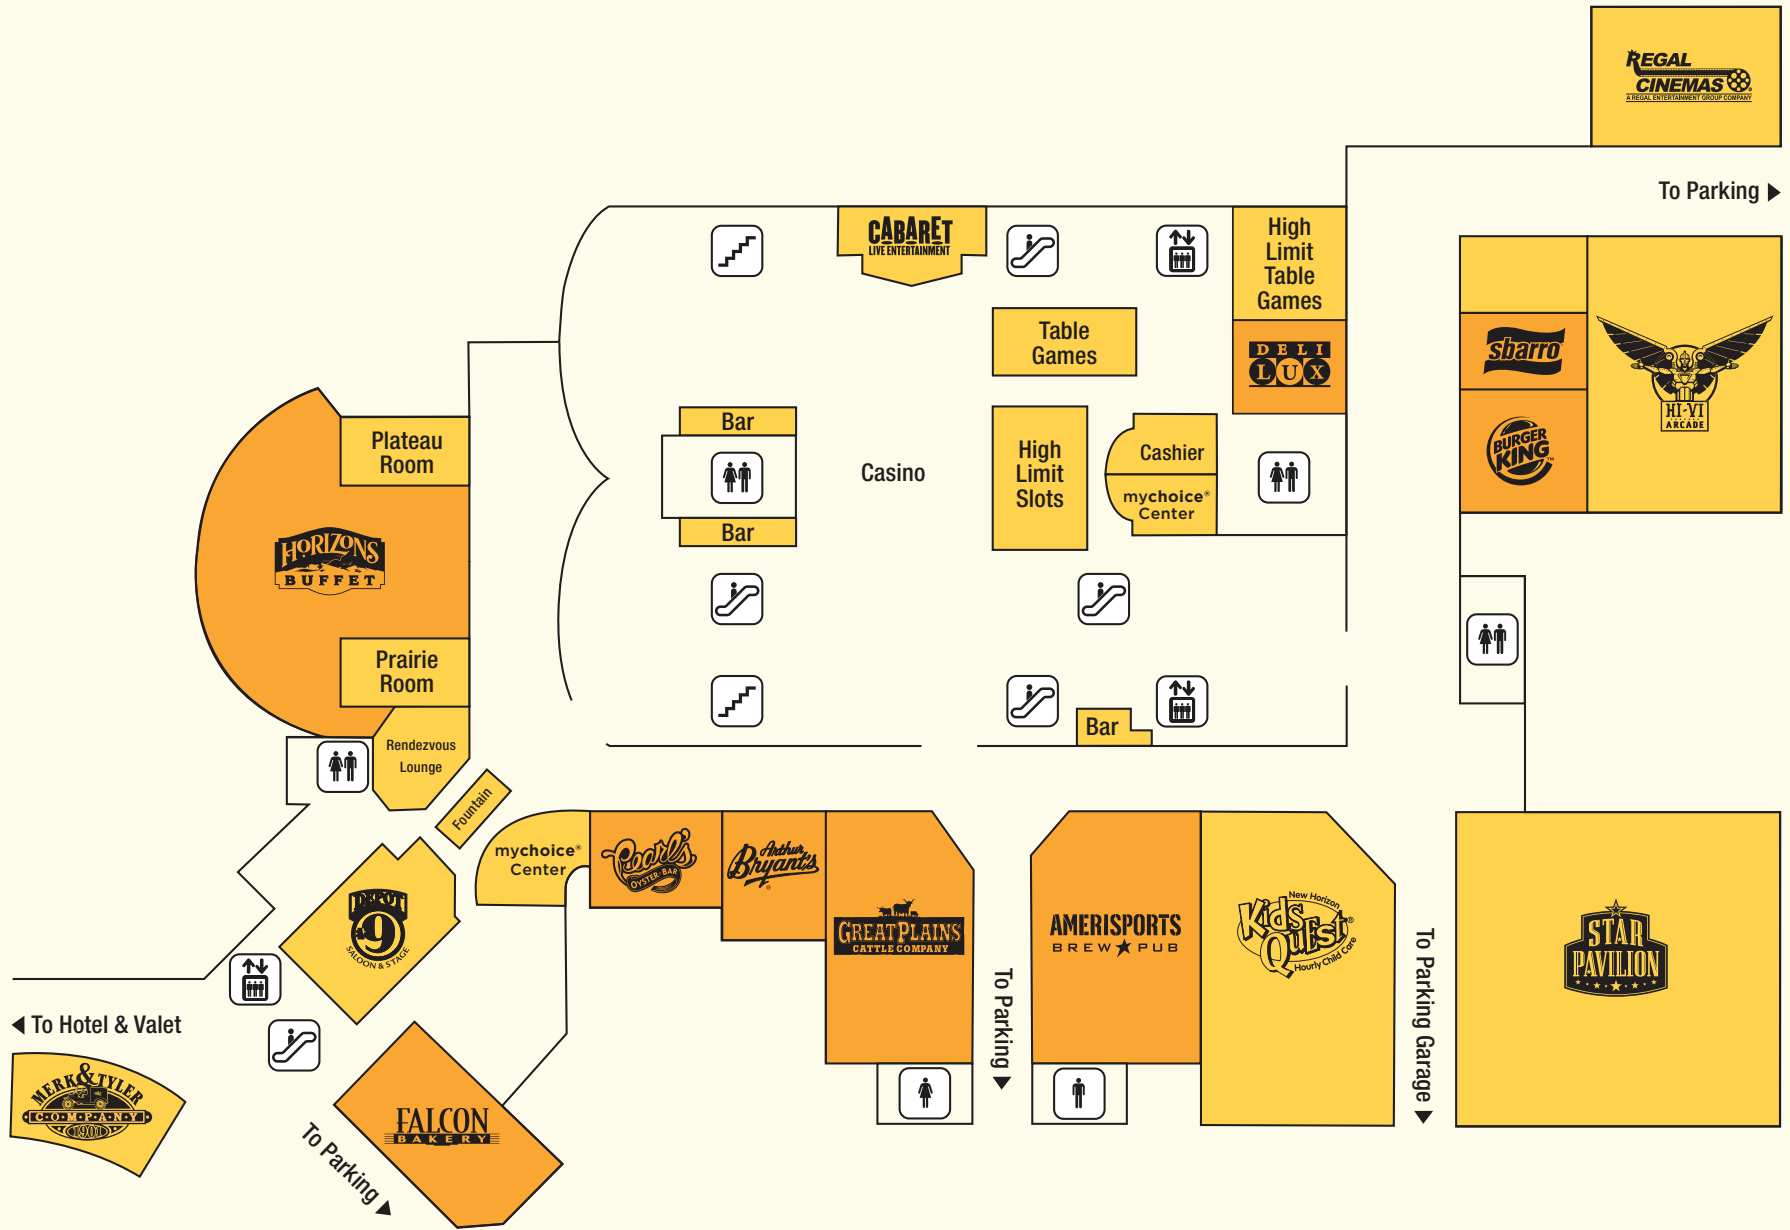 REGAL
CINEMAS
A REGAL ENTERTAINMENT GROUP COMPANY
To Parking
CABARET
LIVE ENTERTAINMENT
High
Limit
Table
Games
Table
Games
DELI
LUX
sbarro
HI-VI
ARCADE
BURGER
KING™
Bar
Plateau
Room
Casino
High
Limit
Slots
Cashier
mychoice®
Center
Bar
HORIZONS
BUFFET
Prairie
Room
Rendezvous
Lounge
Bar
Fountain
mychoice®
Center
Pearl's
OYSTER·BAR
Arthur
Bryant's®
GREAT PLAINS
CATTLE COMPANY
AMERISPORTS
BREW★PUB
New Horizon
Kids
Quest®
Hourly Child Care
STAR
PAVILION
DEPOT
#9
SALOON & STAGE
To Parking
To Parking Garage
To Hotel & Valet
MERK & TYLER
COMPANY
1901
FALCON
BAKERY
To Parking